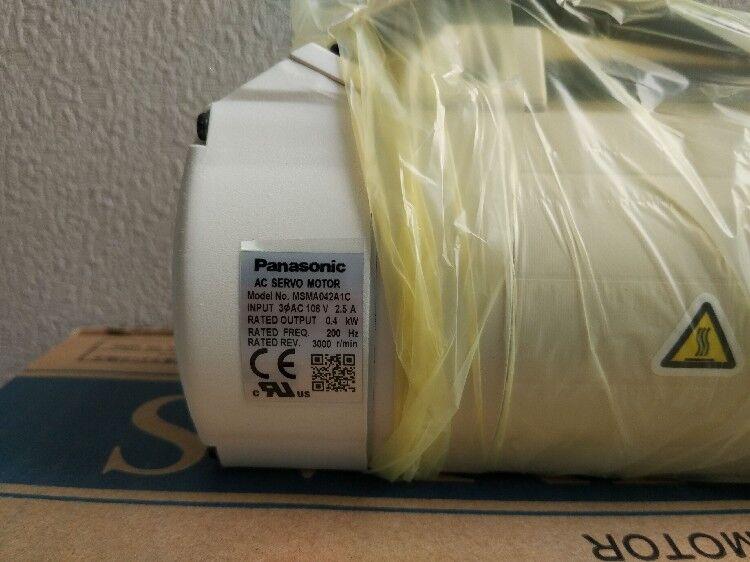 Panasonic
AC SERVO MOTOR
Model No. MSMA042A1C
INPUT 3ØAC 106 V 2.5 A
RATED OUTPUT 0.4 kW
RATED FREQ. 200 Hz
RATED REV. 3000 r/min
CE
c RU us
MOTOR